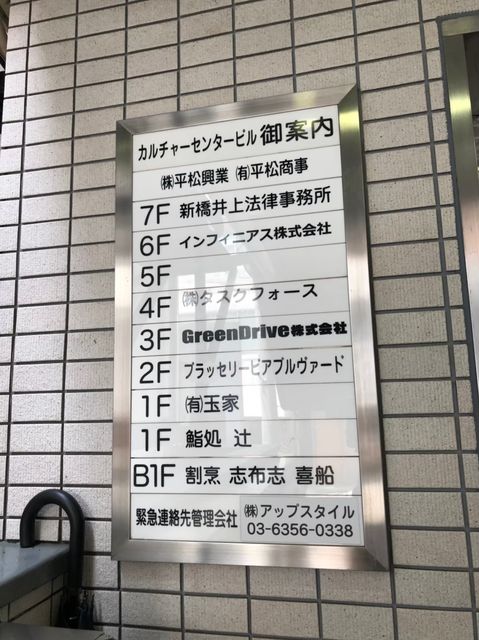 カルチャーセンタービル 御案内
㈱平松興業 ㈲平松商事
7F 新橋井上法律事務所
6F インフィニアス株式会社
5F
4F ㈱タスクフォース
3F GreenDrive株式会社
2F ブラッセリービアブルヴァード
1F ㈲玉家
1F 鮨処 辻
B1F 割烹 志布志 喜船
緊急連絡先管理会社 ㈱アップスタイル
03-6356-0338